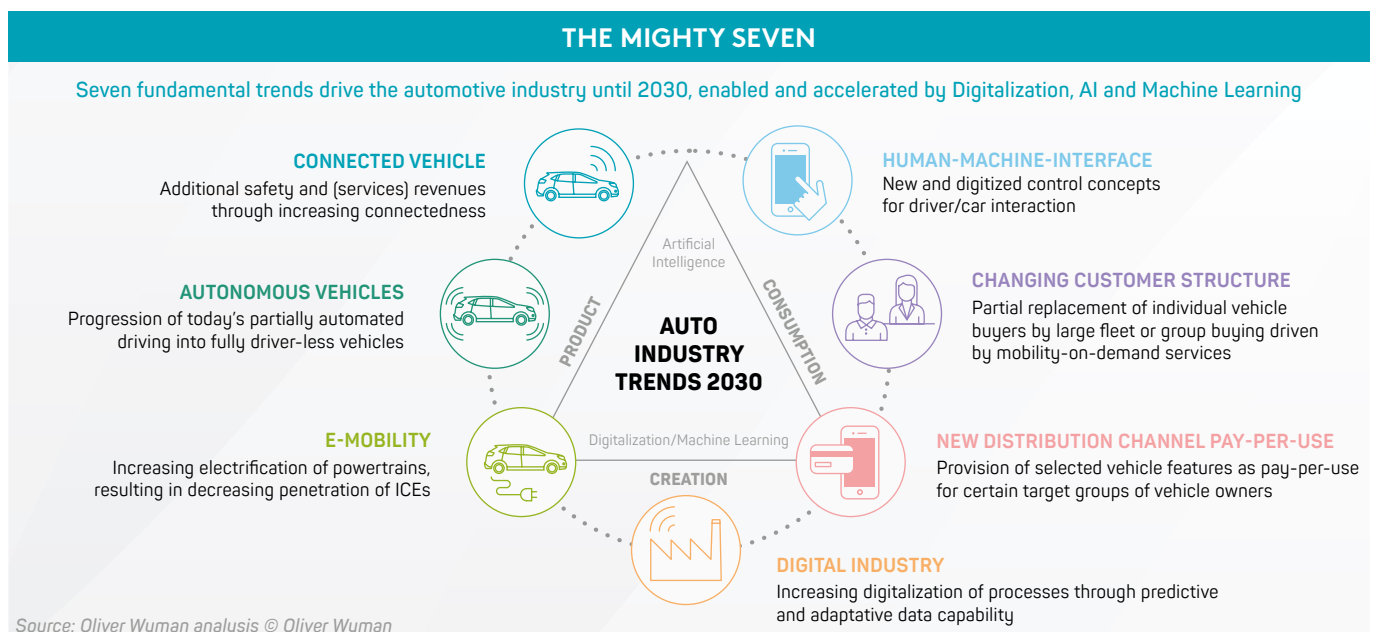 THE MIGHTY SEVEN
Seven fundamental trends drive the automotive industry until 2030, enabled and accelerated by Digitalization, AI and Machine Learning
CONNECTED VEHICLE
Additional safety and (services) revenues
through increasing connectedness
HUMAN-MACHINE-INTERFACE
New and digitized control concepts
for driver/car interaction
AUTONOMOUS VEHICLES
Progression of today's partially automated
driving into fully driver-less vehicles
CHANGING CUSTOMER STRUCTURE
Partial replacement of individual vehicle
buyers by large fleet or group buying driven
by mobility-on-demand services
Artificial
Intelligence
PRODUCT
CONSUMPTION
AUTO
INDUSTRY
TRENDS 2030
Digitalization/Machine Learning
CREATION
E-MOBILITY
Increasing electrification of powertrains,
resulting in decreasing penetration of ICEs
NEW DISTRIBUTION CHANNEL PAY-PER-USE
Provision of selected vehicle features as pay-per-use
for certain target groups of vehicle owners
DIGITAL INDUSTRY
Increasing digitalization of processes through predictive
and adaptative data capability
Source: Oliver Wuman analysis © Oliver Wuman